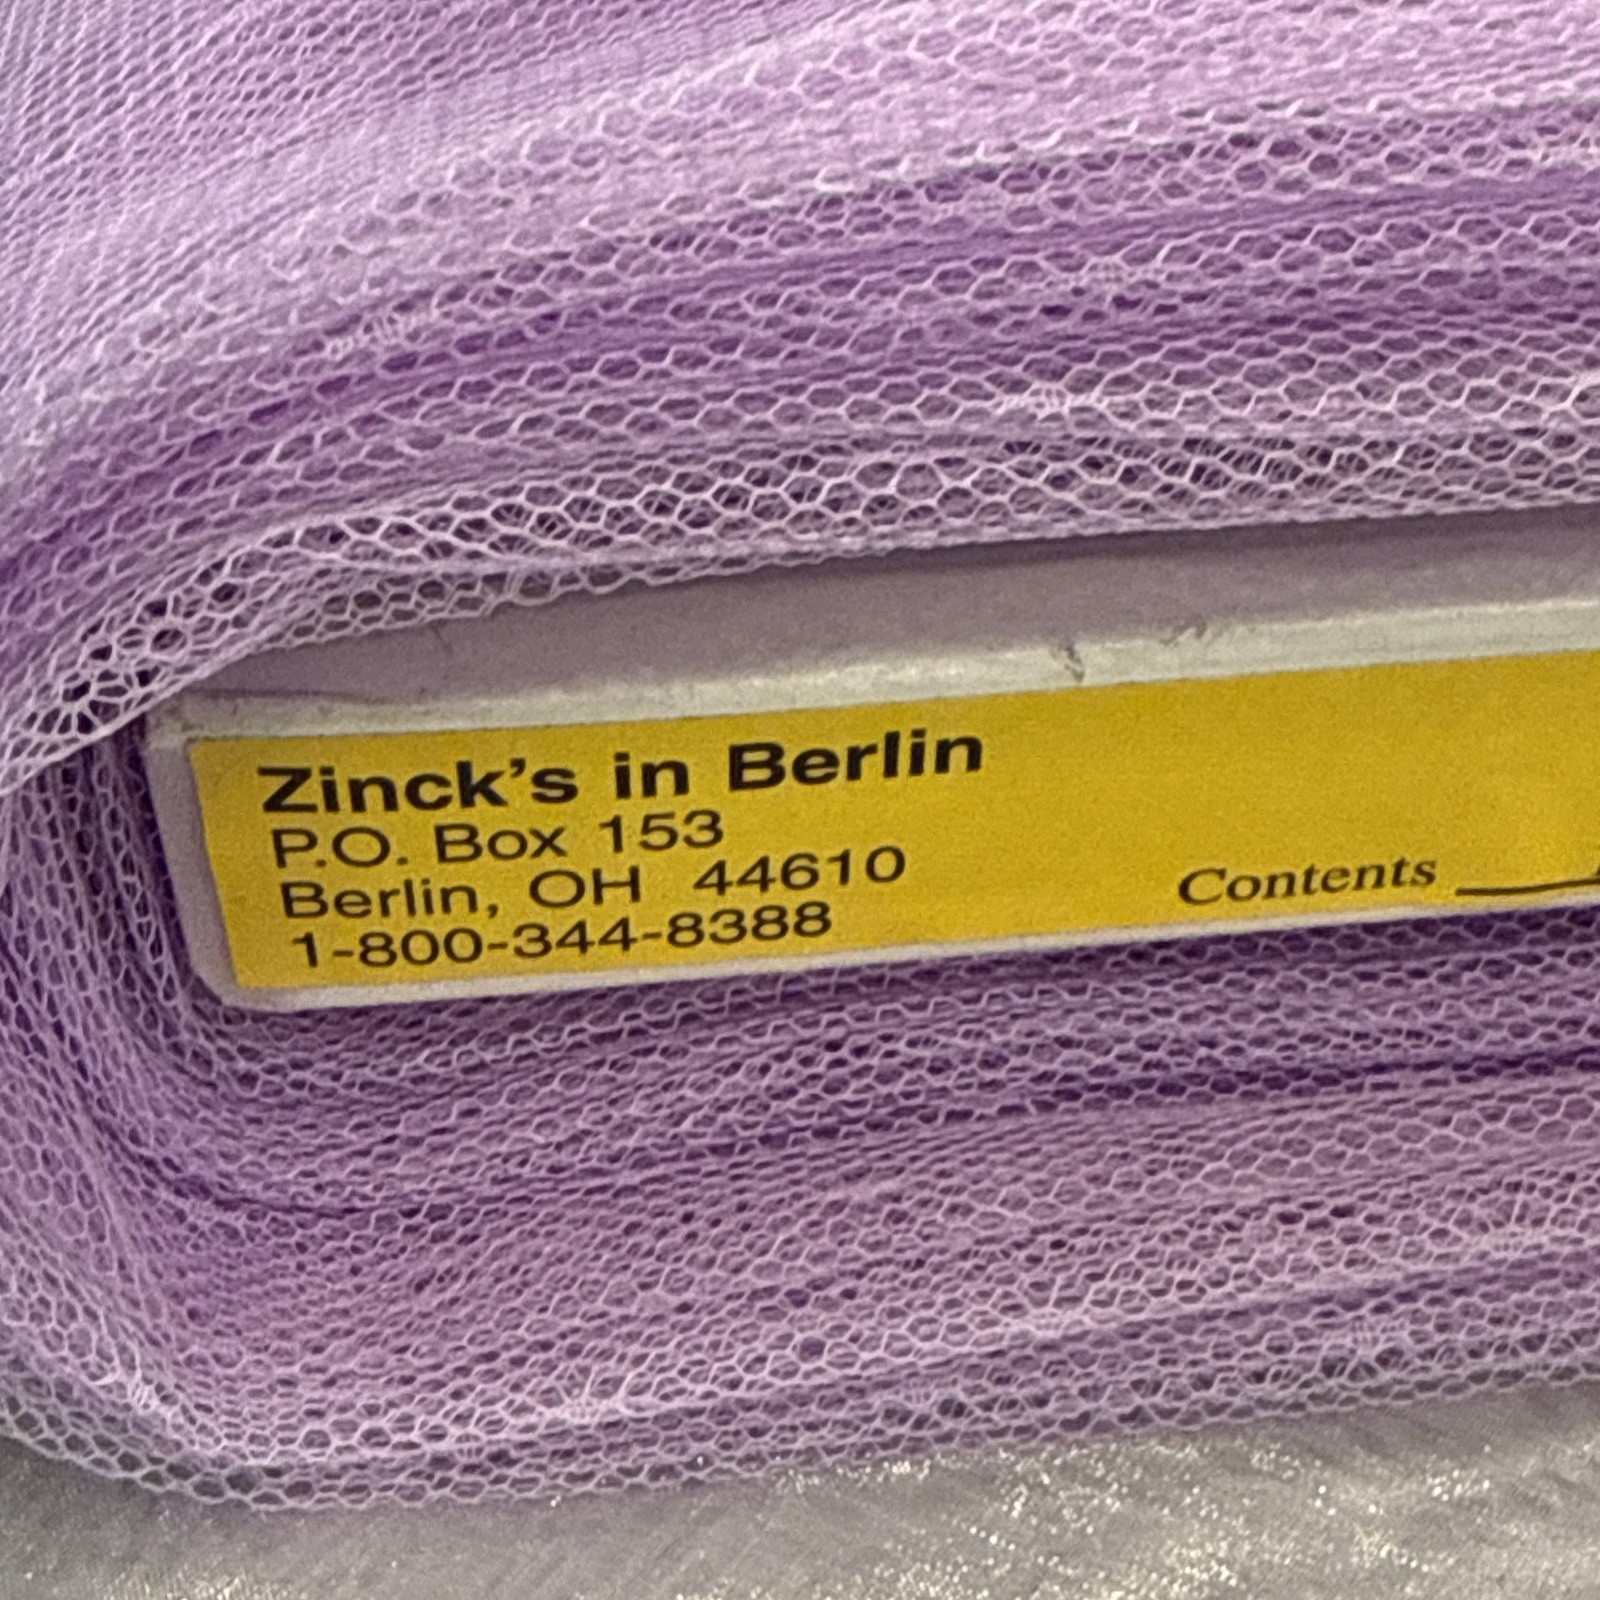 Zinck's in Berlin
P.O. Box 153
Berlin, OH 44610
1-800-344-8388
Contents